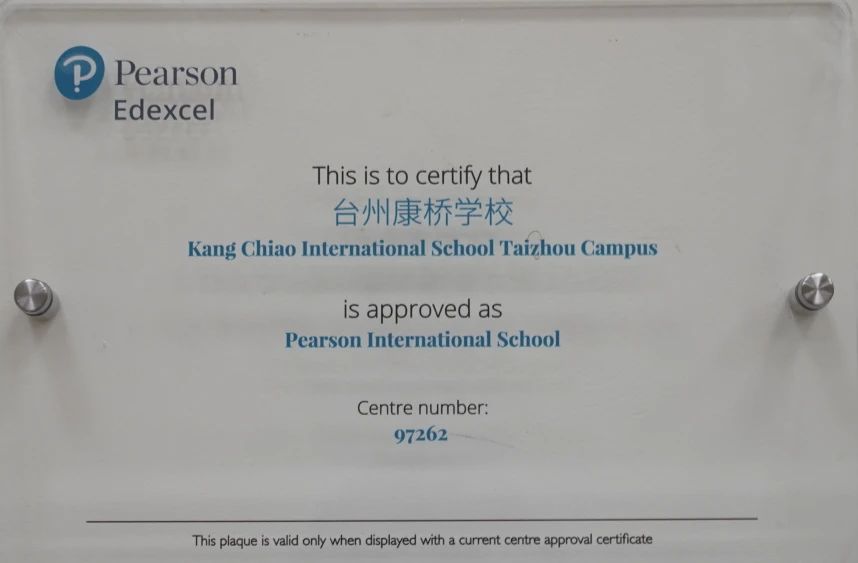 Pearson
Edexcel
This is to certify that
台州康桥学校
Kang Chiao International School Taizhou Campus
is approved as
Pearson International School
Centre number:
97262
This plaque is valid only when displayed with a current centre approval certificate